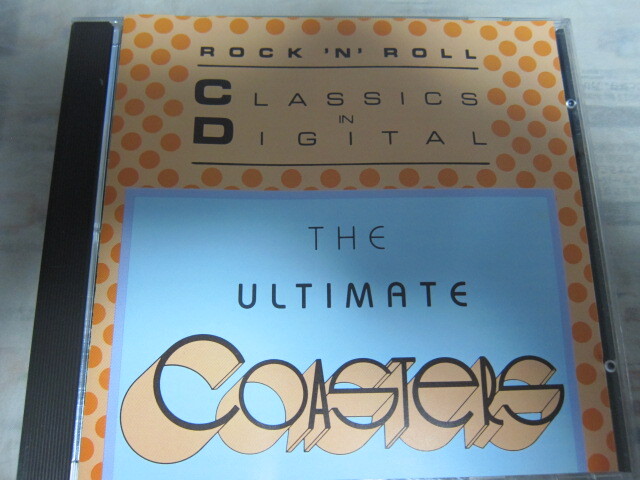 ROCK 'N' ROLL
CLASSICS
IN
DIGITAL
THE
ULTIMATE
COASTERS